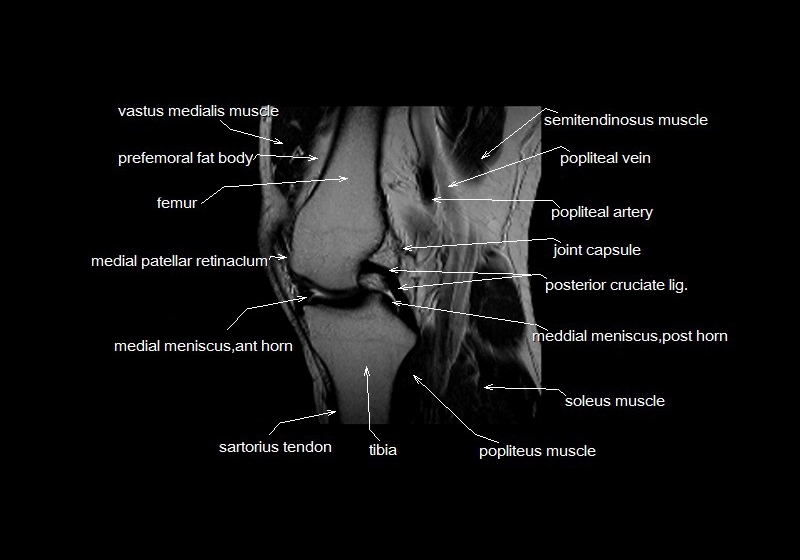 vastus medialis muscle
semitendinosus muscle
prefemoral fat body
popliteal vein
femur
popliteal artery
joint capsule
medial patellar retinaclum
posterior cruciate lig.
meddial meniscus,post horn
medial meniscus,ant horn
soleus muscle
sartorius tendon
tibia
popliteus muscle